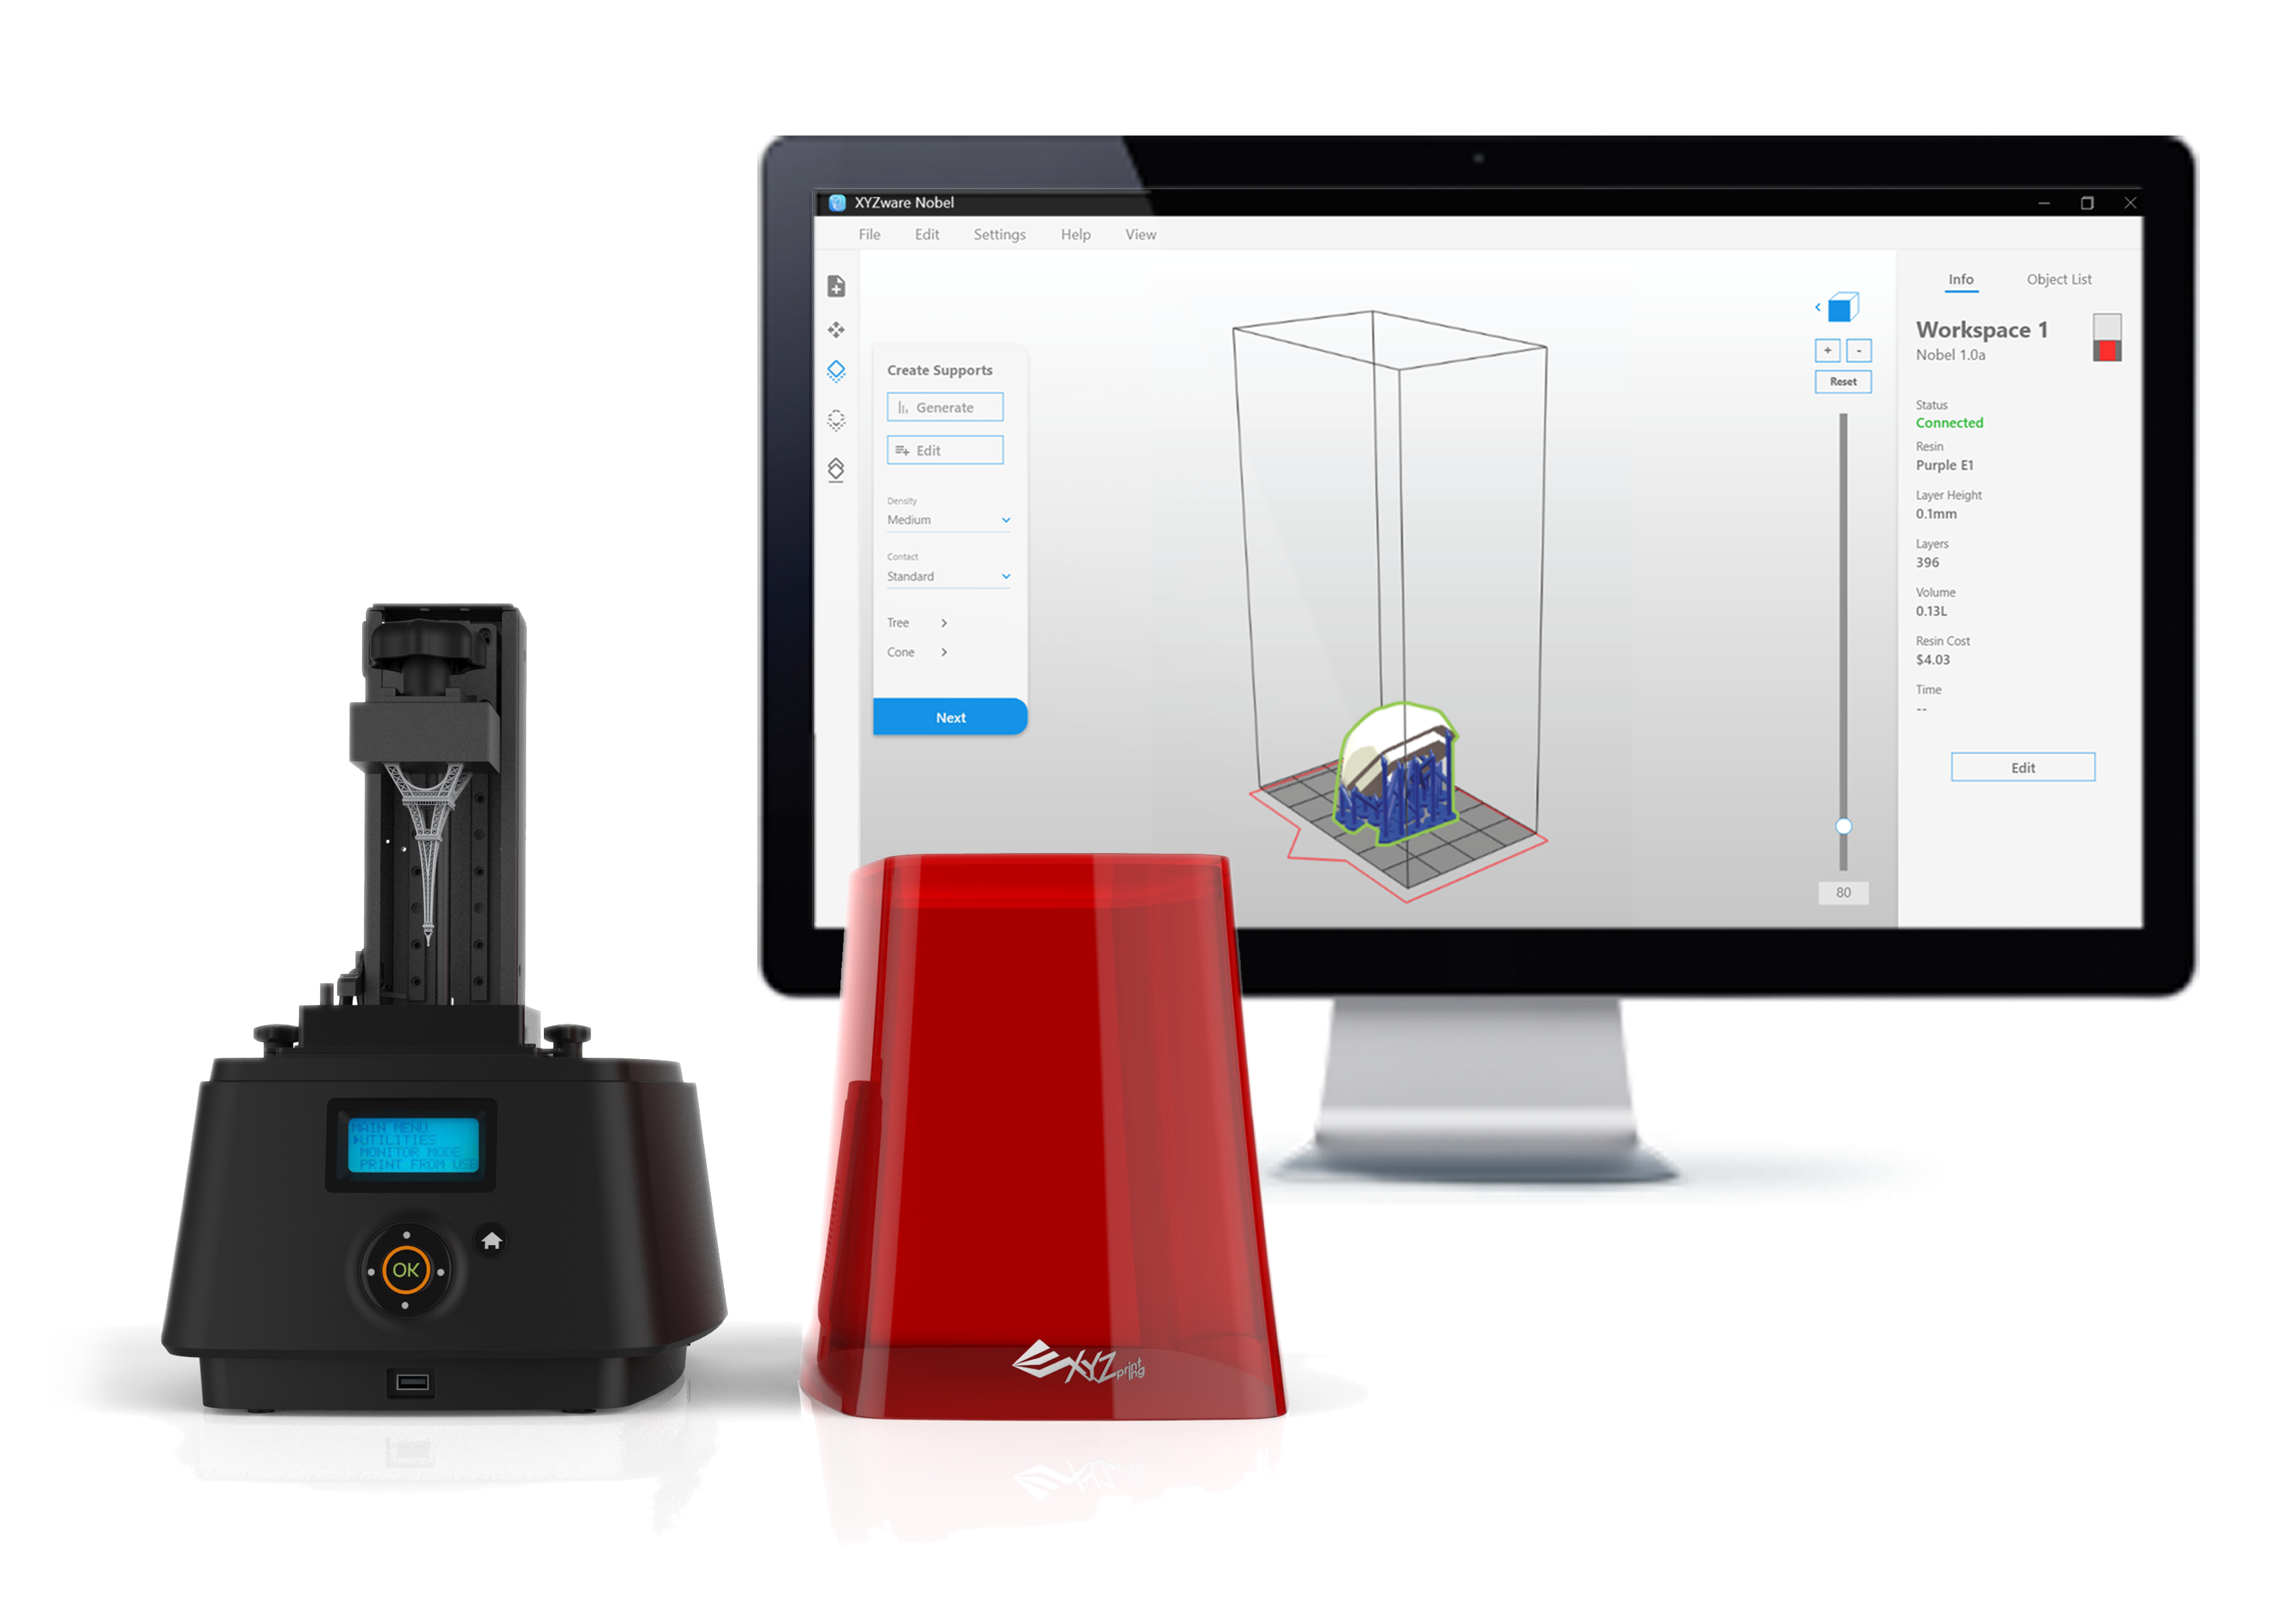 XYZware Nobel
File Edit Settings Help View
Info Object List
Workspace 1
Nobel 1.0a
Status
Connected
Resin
Purple E1
Layer Height
0.1mm
Layers
396
Volume
0.13L
Resin Cost
$4.03
Time
--
Edit
+ -
Reset
80
Create Supports
Generate
Edit
Density
Medium
Contact
Standard
Tree
Cone
Next
MAIN MENU
UTILITIES
MONITOR MODE
PRINT FROM USB
OK
XYZprinting